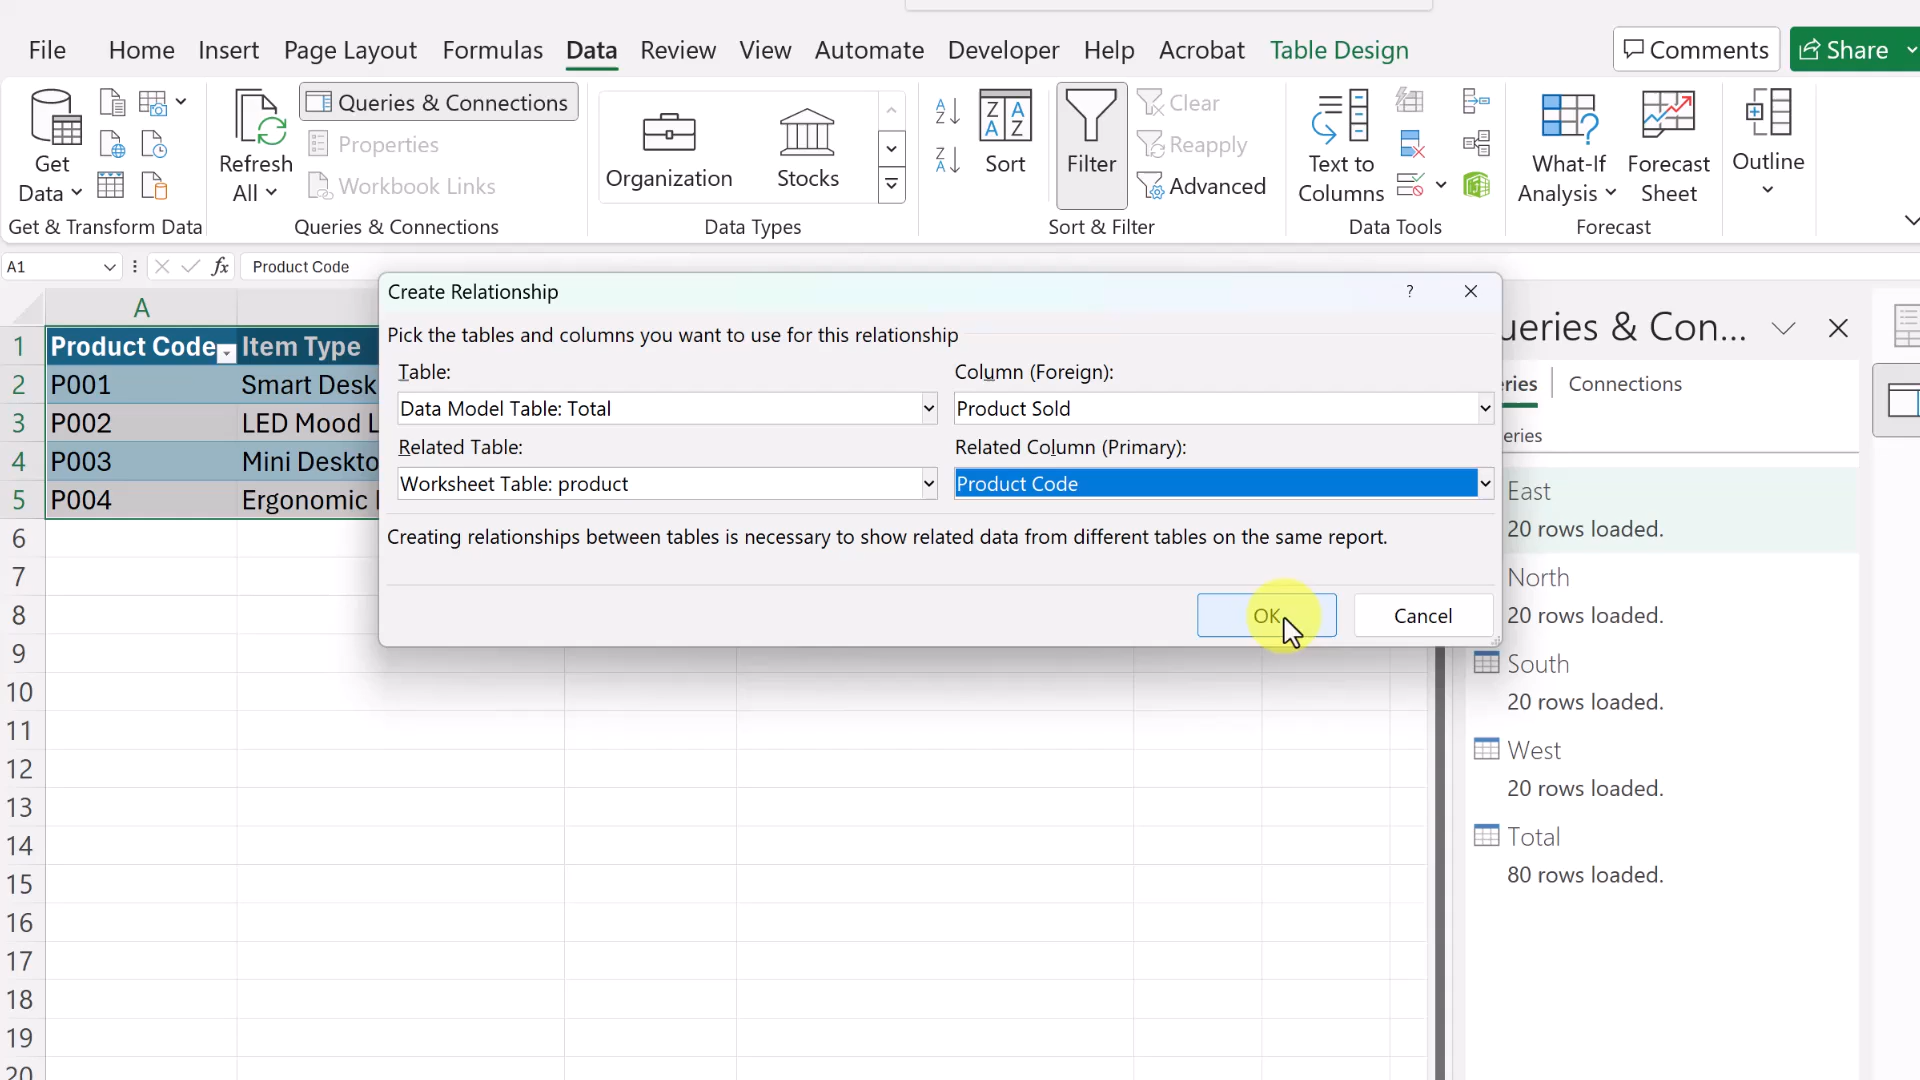 File Home Insert Page Layout Formulas Data Review View Automate Developer Help Acrobat Table Design Comments Share
Get Data
Refresh All
Queries & Connections
Properties
Workbook Links
Organization
Stocks
Sort
Filter
Clear
Reapply
Advanced
Text to Columns
What-If Analysis
Forecast Sheet
Outline
Get & Transform Data
Queries & Connections
Data Types
Sort & Filter
Data Tools
Forecast
A1 fx Product Code
A
1 Product Code Item Type
2 P001 Smart Desk
3 P002 LED Mood L
4 P003 Mini Deskto
5 P004 Ergonomic
6
7
8
9
10
11
12
13
14
15
16
17
18
19
20
Create Relationship ?
Pick the tables and columns you want to use for this relationship
Table: Column (Foreign):
Data Model Table: Total Product Sold
Related Table: Related Column (Primary):
Worksheet Table: product Product Code
Creating relationships between tables is necessary to show related data from different tables on the same report.
OK Cancel
ueries & Con...
ries Connections
eries
East
20 rows loaded.
North
20 rows loaded.
South
20 rows loaded.
West
20 rows loaded.
Total
80 rows loaded.